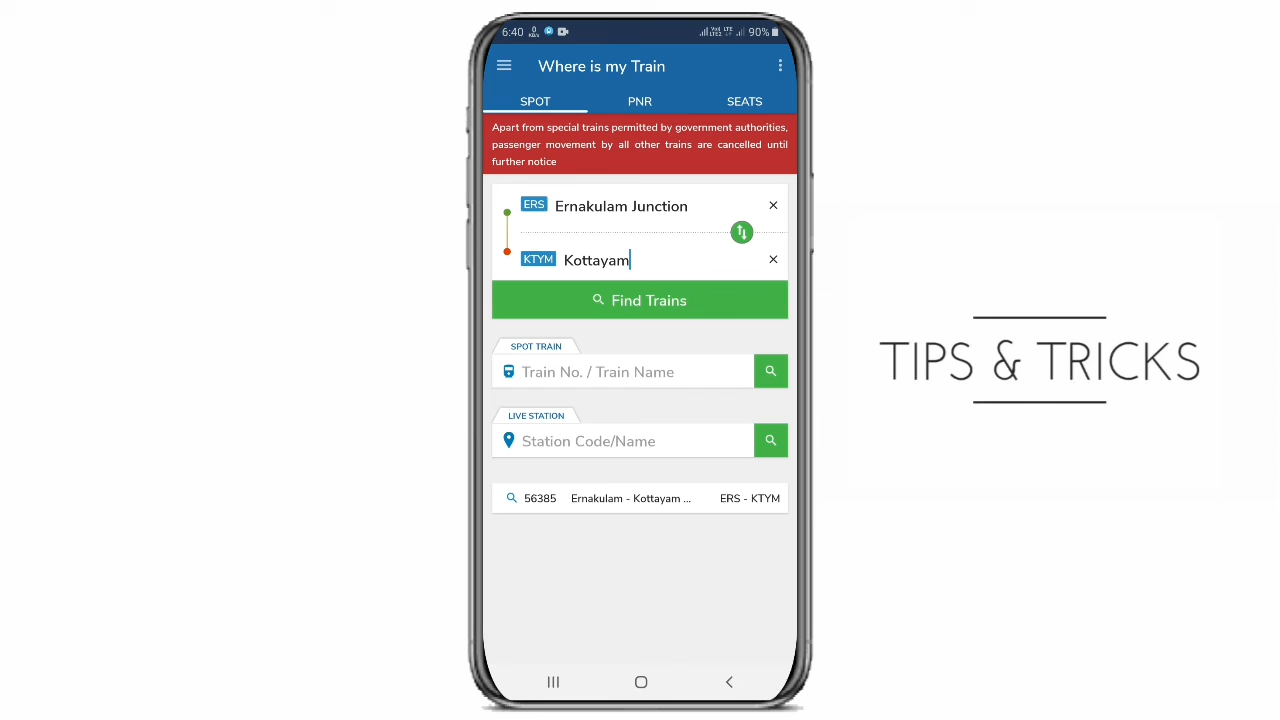 6:40
90%
Where is my Train
SPOT PNR SEATS
Apart from special trains permitted by government authorities,
passenger movement by all other trains are cancelled until
further notice
ERS Ernakulam Junction
KTYM Kottayam
Find Trains
SPOT TRAIN
Train No. / Train Name
LIVE STATION
Station Code/Name
56385 Ernakulam - Kottayam ... ERS - KTYM
TIPS & TRICKS